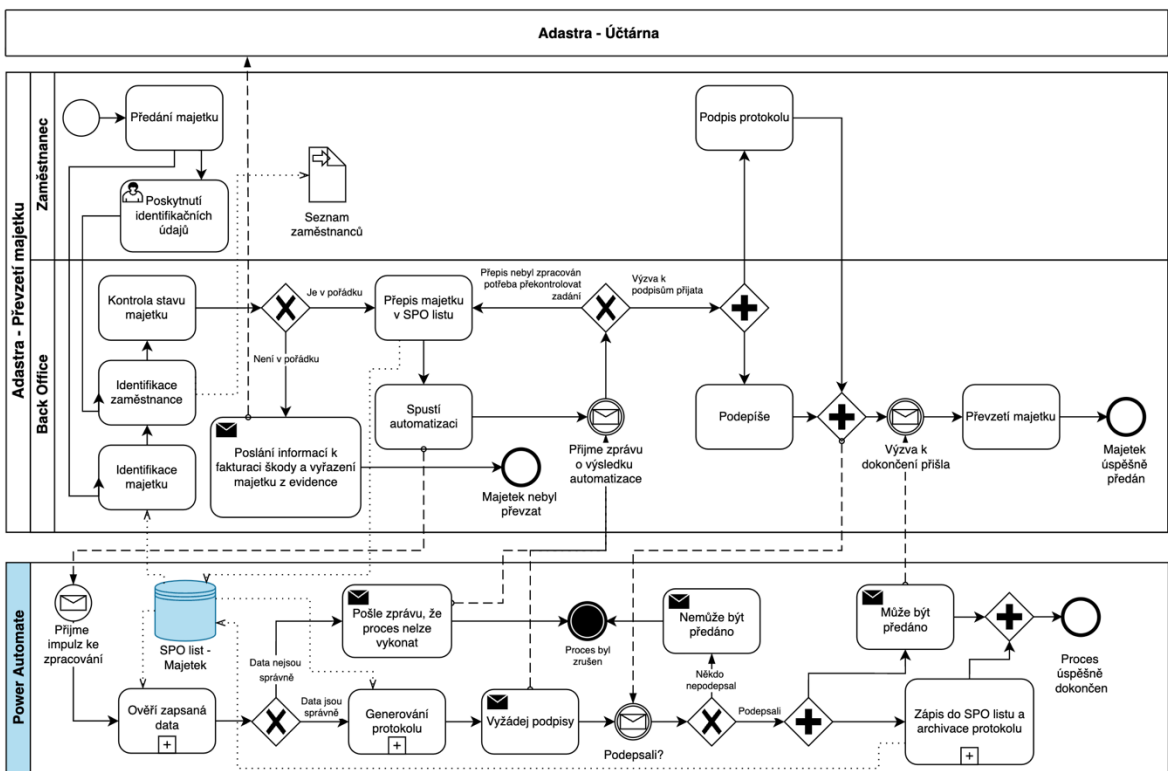 Adastra - Účtárna
Adastra - Převzetí majetku
Zaměstnanec
Předání majetku
Poskytnutí
identifikačních
údajů
Seznam
zaměstnanců
Podpis protokolu
Back Office
Kontrola stavu
majetku
Je v pořádku
Není v pořádku
Přepis majetku
v SPO listu
Přepis nebyl zpracován
potřeba překontrolovat
zadání
Výzva k
podpisům přijata
Identifikace
zaměstnance
Identifikace
majetku
Poslání informací k
fakturaci škody a vyřazení
majetku z evidence
Majetek nebyl
převzat
Spustí
automatizaci
Přijme zprávu
o výsledku
automatizace
Podepíše
Výzva k
dokončení přišla
Převzetí majetku
Majetek
úspěšně
předán
Power Automate
Přijme
impulz ke
zpracování
SPO list -
Majetek
Ověří zapsaná
data
Data nejsou
správně
Data jsou
správně
Pošle zprávu, že
proces nelze
vykonat
Generování
protokolu
Vyžádej podpisy
Proces byl
zrušen
Nemůže být
předáno
Podepsali?
Někdo
nepodepsal
Podepsali
Může být
předáno
Zápis do SPO listu a
archivace protokolu
Proces
úspěšně
dokončen